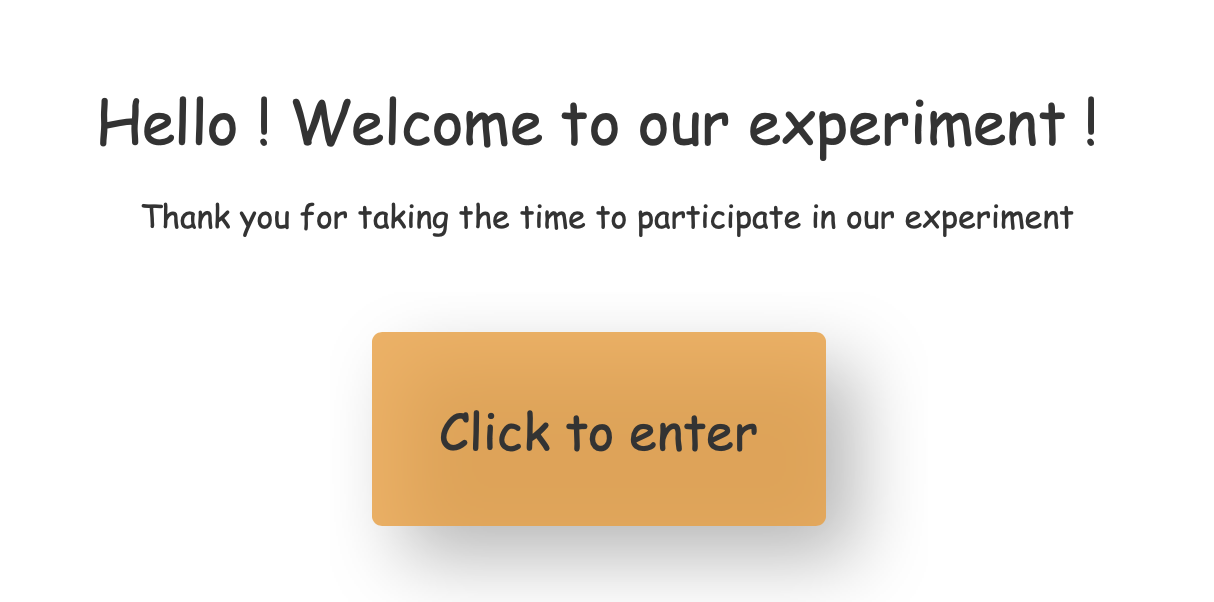 Hello ! Welcome to our experiment !
Thank you for taking the time to participate in our experiment
Click to enter